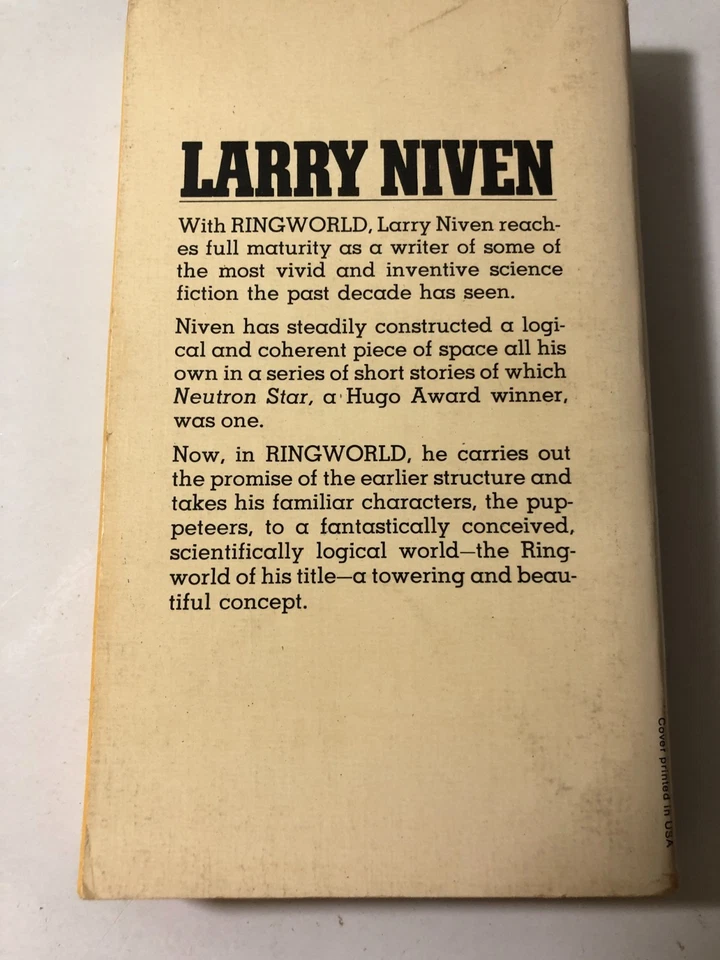 LARRY NIVEN
With RINGWORLD, Larry Niven reach-
es full maturity as a writer of some of
the most vivid and inventive science
fiction the past decade has seen.
Niven has steadily constructed a logi-
cal and coherent piece of space all his
own in a series of short stories of which
Neutron Star, a Hugo Award winner,
was one.
Now, in RINGWORLD, he carries out
the promise of the earlier structure and
takes his familiar characters, the pup-
peteers, to a fantastically conceived,
scientifically logical world—the Ring-
world of his title—a towering and beau-
tiful concept.
Cover printed in USA